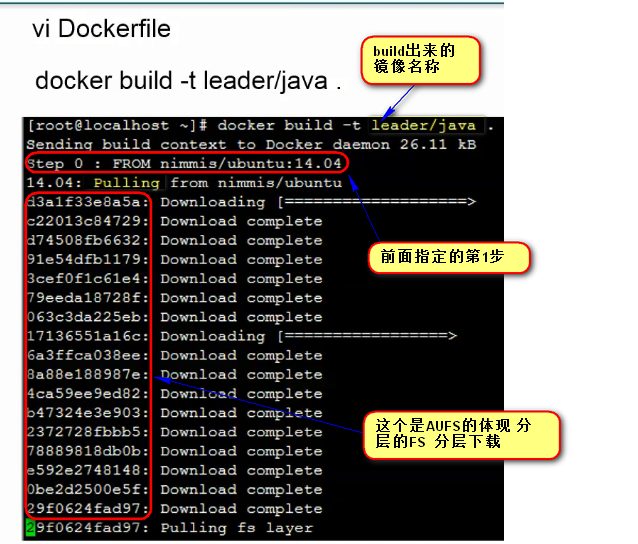 vi Dockerfile
build出来的
镜像名称
docker build -t leader/java .
[root@localhost ~]# docker build -t leader/java .
Sending build context to Docker daemon 26.11 kB
Step 0 : FROM nimmis/ubuntu:14.04
14.04: Pulling from nimmis/ubuntu
d3a1f33e8a5a: Downloading [===================>
c22013c84729: Download complete
d74508fb6632: Download complete
91e54dfb1179: Download complete
前面指定的第1步
3cef0f1c61e4: Download complete
79eeda18728f: Download complete
063c3da225eb: Download complete
17136551a16c: Downloading [=================>
6a3ffca038ee: Download complete
8a88e188987e: Download complete
4ca59ee9ed82: Download complete
b47324e3e903: Download complete
这个是AUFS的体现 分
层的FS 分层下载
2372728fbbb5: Download complete
78889818db0b: Download complete
e592e2748148: Download complete
0be2d2500e5f: Download complete
29f0624fad97: Download complete
29f0624fad97: Pulling fs layer